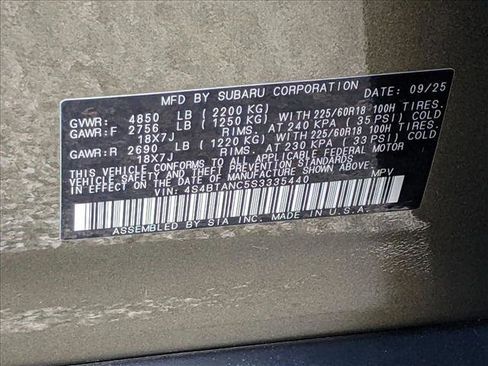 MFD BY SUBARU CORPORATION DATE: 09/25
GVWR: 4850 LB (2200 KG)
GAWR:F 2756 LB (1250 KG) WITH 225/60R18 100H TIRES.
18X7J RIMS. AT 240 KPA (35 PSI) COLD
GAWR:R 2690 LB (1220 KG) WITH 225/60R18 100H TIRES.
18X7J RIMS. AT 230 KPA (33 PSI) COLD
THIS VEHICLE CONFORMS TO ALL APPLICABLE FEDERAL MOTOR
VEHICLE SAFETY AND THEFT PREVENTION STANDARDS
IN EFFECT ON THE DATE OF MANUFACTURE SHOWN ABOVE.
VIN: 4S4BTANC5S3335440 MPV
ASSEMBLED BY SIA INC. MADE IN U.S.A.